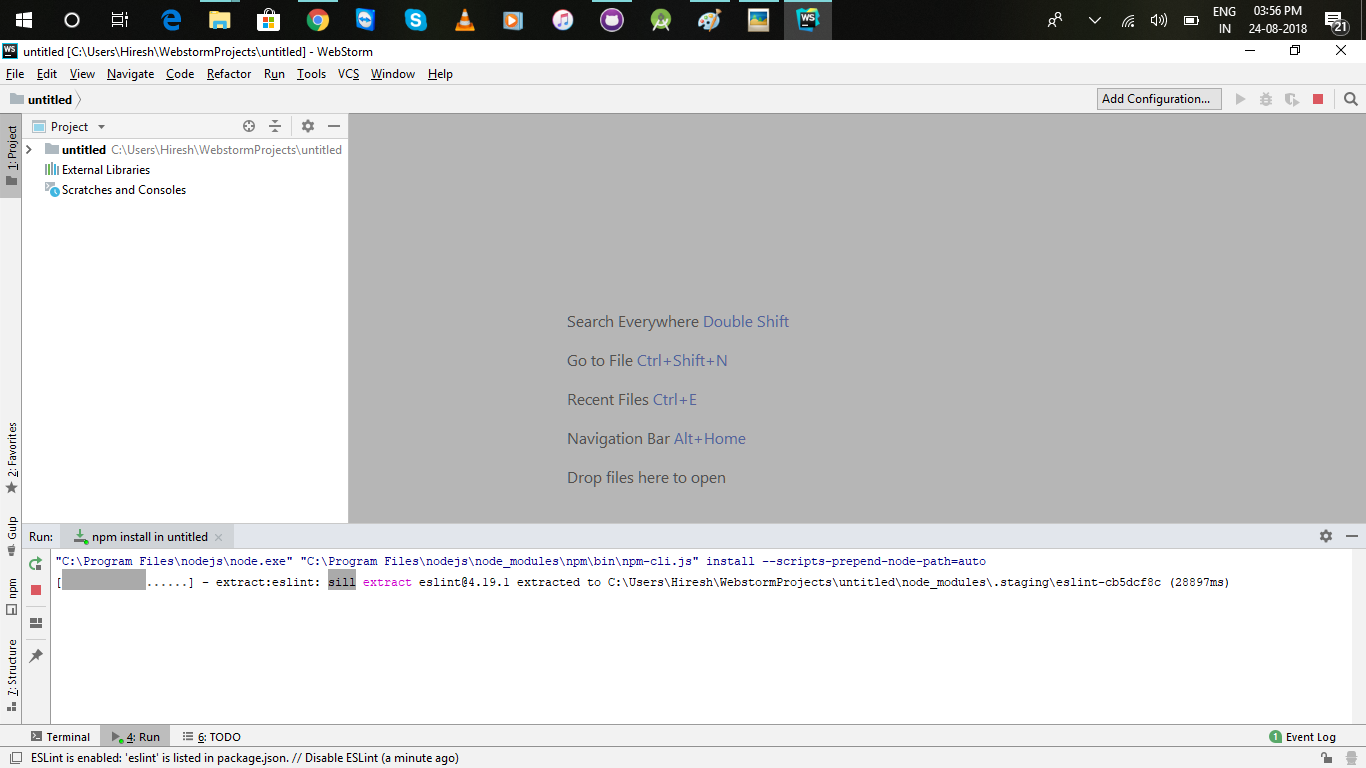 ENG
IN
03:56 PM
24-08-2018
21
WS
untitled [C:\Users\Hiresh\WebstormProjects\untitled] - WebStorm
File Edit View Navigate Code Refactor Run Tools VCS Window Help
untitled
Add Configuration...
1: Project
Project
untitled C:\Users\Hiresh\WebstormProjects\untitled
External Libraries
Scratches and Consoles
Search Everywhere Double Shift
Go to File Ctrl+Shift+N
Recent Files Ctrl+E
Navigation Bar Alt+Home
Drop files here to open
2: Favorites
Gulp
npm
7: Structure
Run: npm install in untitled
"C:\Program Files\nodejs\node.exe" "C:\Program Files\nodejs\node_modules\npm\bin\npm-cli.js" install --scripts-prepend-node-path=auto
[ ......] - extract:eslint: sill extract eslint@4.19.1 extracted to C:\Users\Hiresh\WebstormProjects\untitled\node_modules\.staging\eslint-cb5dcf8c (28897ms)
Terminal 4: Run 6: TODO 1 Event Log
ESLint is enabled: 'eslint' is listed in package.json. // Disable ESLint (a minute ago)